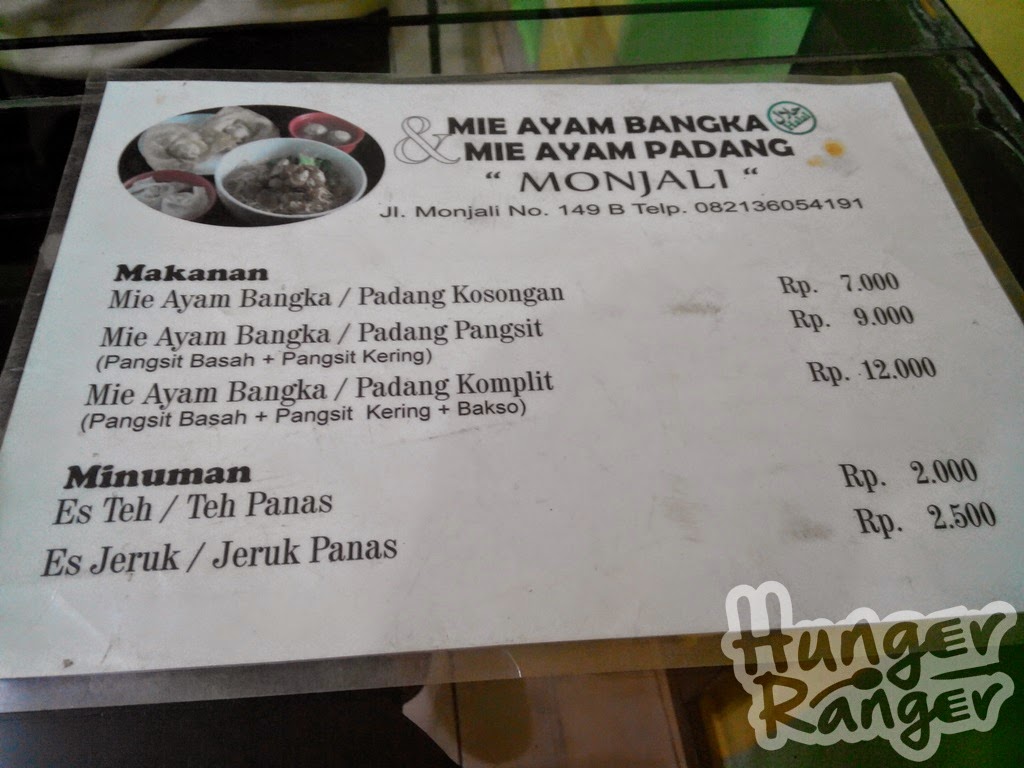 & MIE AYAM BANGKA
MIE AYAM PADANG
“ MONJALI “
Jl. Monjali No. 149 B Telp. 082136054191
Makanan
Mie Ayam Bangka / Padang Kosongan Rp. 7.000
Mie Ayam Bangka / Padang Pangsit Rp. 9.000
(Pangsit Basah + Pangsit Kering)
Mie Ayam Bangka / Padang Komplit Rp. 12.000
(Pangsit Basah + Pangsit Kering + Bakso)
Minuman
Es Teh / Teh Panas Rp. 2.000
Es Jeruk / Jeruk Panas Rp. 2.500
Hunger
Ranger